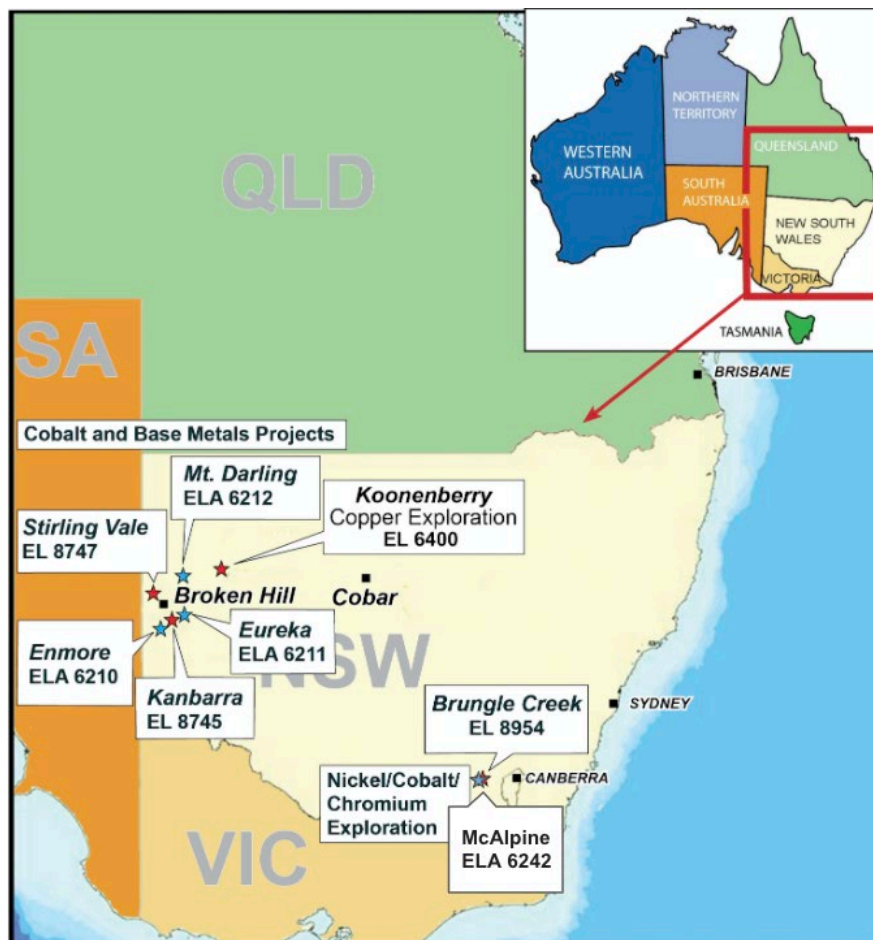 NORTHERN
TERRITORY
QUEENSLAND
WESTERN
AUSTRALIA
SOUTH
AUSTRALIA
NEW SOUTH
WALES
VICTORIA
TASMANIA
QLD
SA
BRISBANE
Cobalt and Base Metals Projects
Mt. Darling
ELA 6212
Koonenberry
Copper Exploration
EL 6400
Stirling Vale
EL 8747
Broken Hill
Cobar
Enmore
ELA 6210
Eureka
ELA 6211
NSW
Kanbarra
EL 8745
Brungle Creek
EL 8954
SYDNEY
Nickel/Cobalt/
Chromium
Exploration
CANBERRA
McAlpine
ELA 6242
VIC